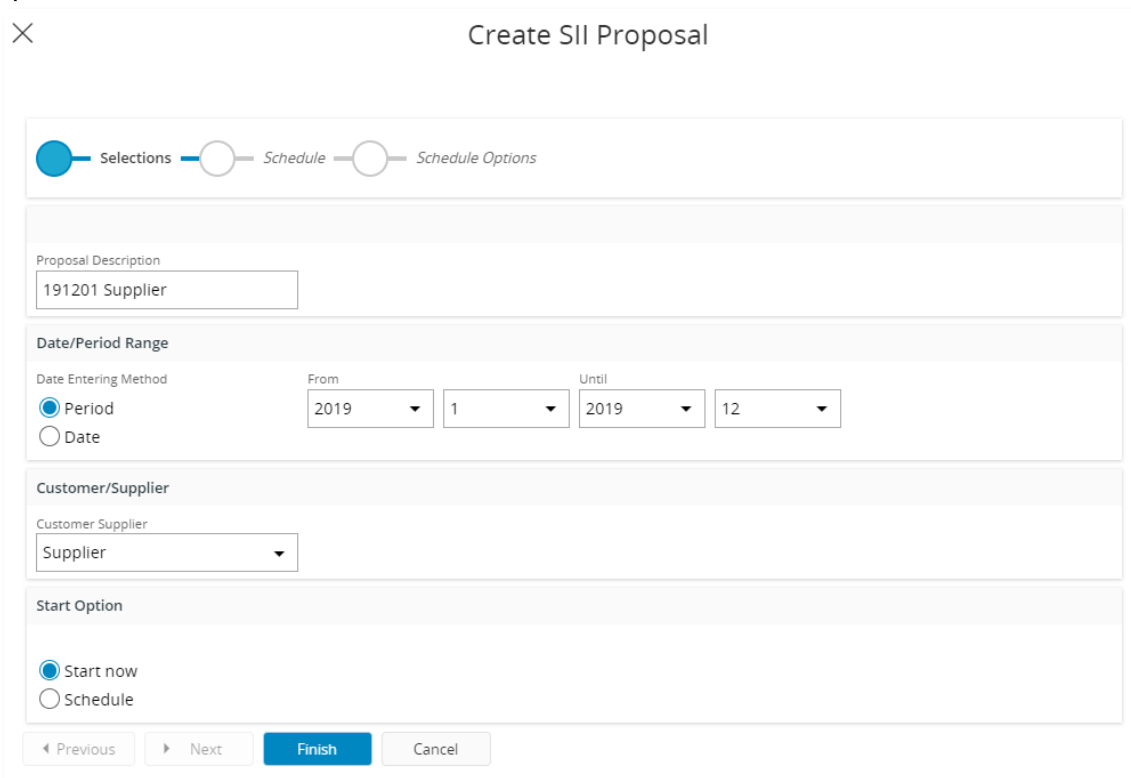 Create SII Proposal
Selections Schedule Schedule Options
Proposal Description
191201 Supplier
Date/Period Range
Date Entering Method From Until
Period 2019 1 2019 12
Date
Customer/Supplier
Customer Supplier
Supplier
Start Option
Start now
Schedule
Previous Next Finish Cancel